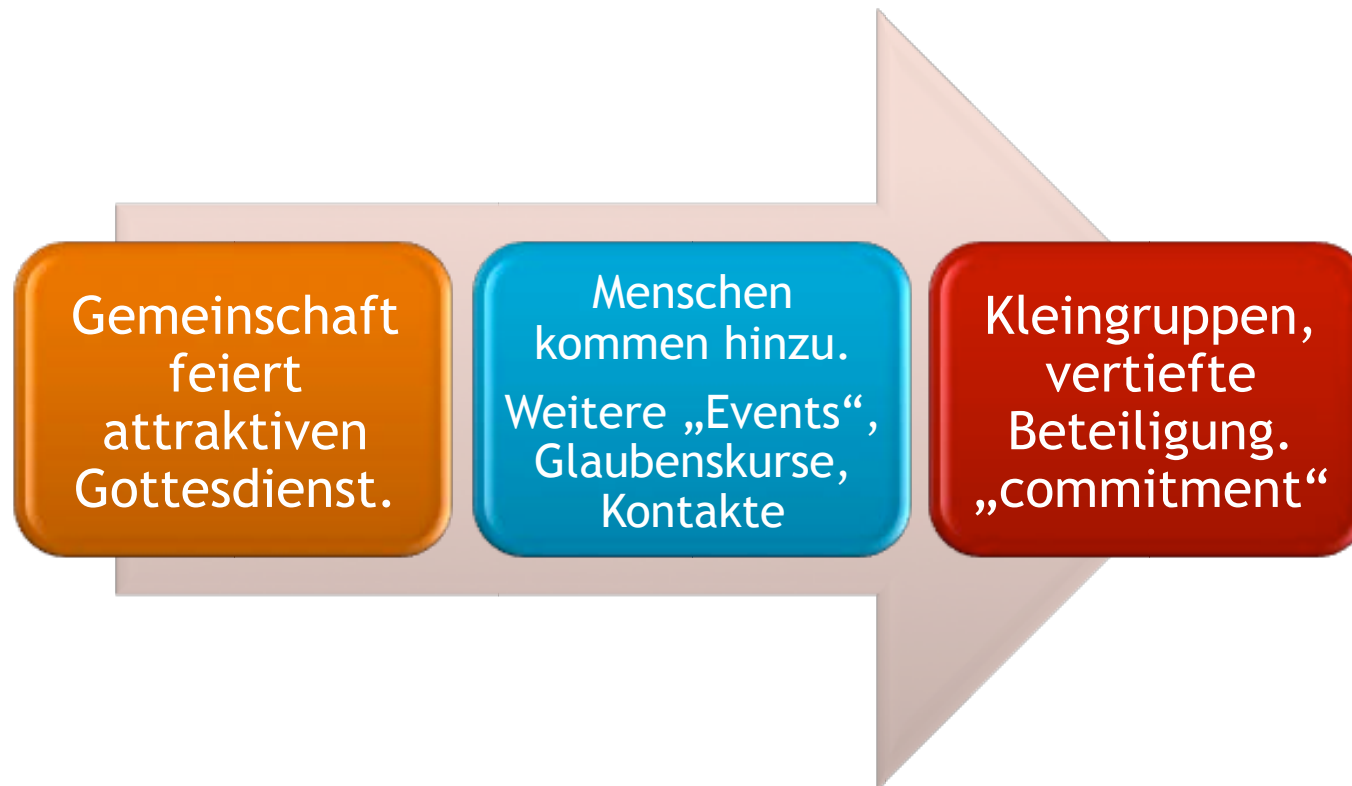 Gemeinschaft
feiert
attraktiven
Gottesdienst.
Menschen
kommen hinzu.
Weitere „Events“,
Glaubenskurse,
Kontakte
Kleingruppen,
vertiefte
Beteiligung.
„commitment“